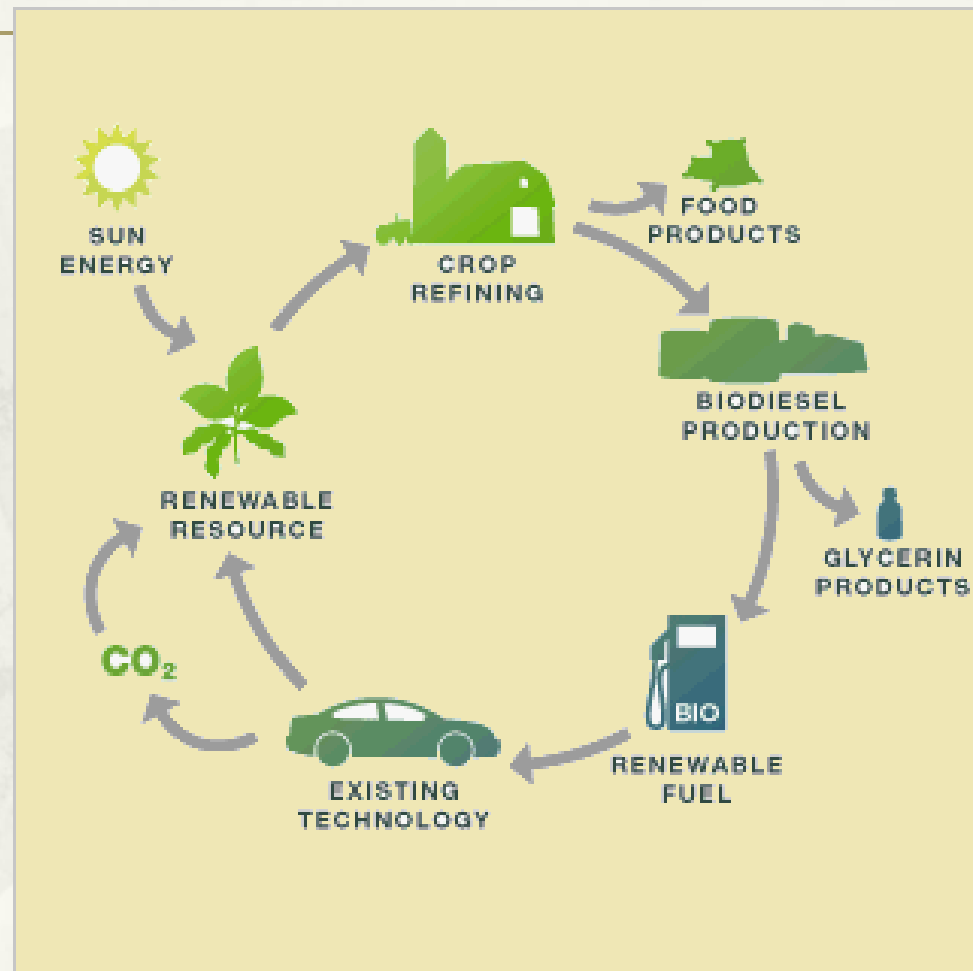 SUN
ENERGY
CROP
REFINING
FOOD
PRODUCTS
BIODIESEL
PRODUCTION
GLYCERIN
PRODUCTS
BIO
RENEWABLE
FUEL
EXISTING
TECHNOLOGY
CO₂
RENEWABLE
RESOURCE